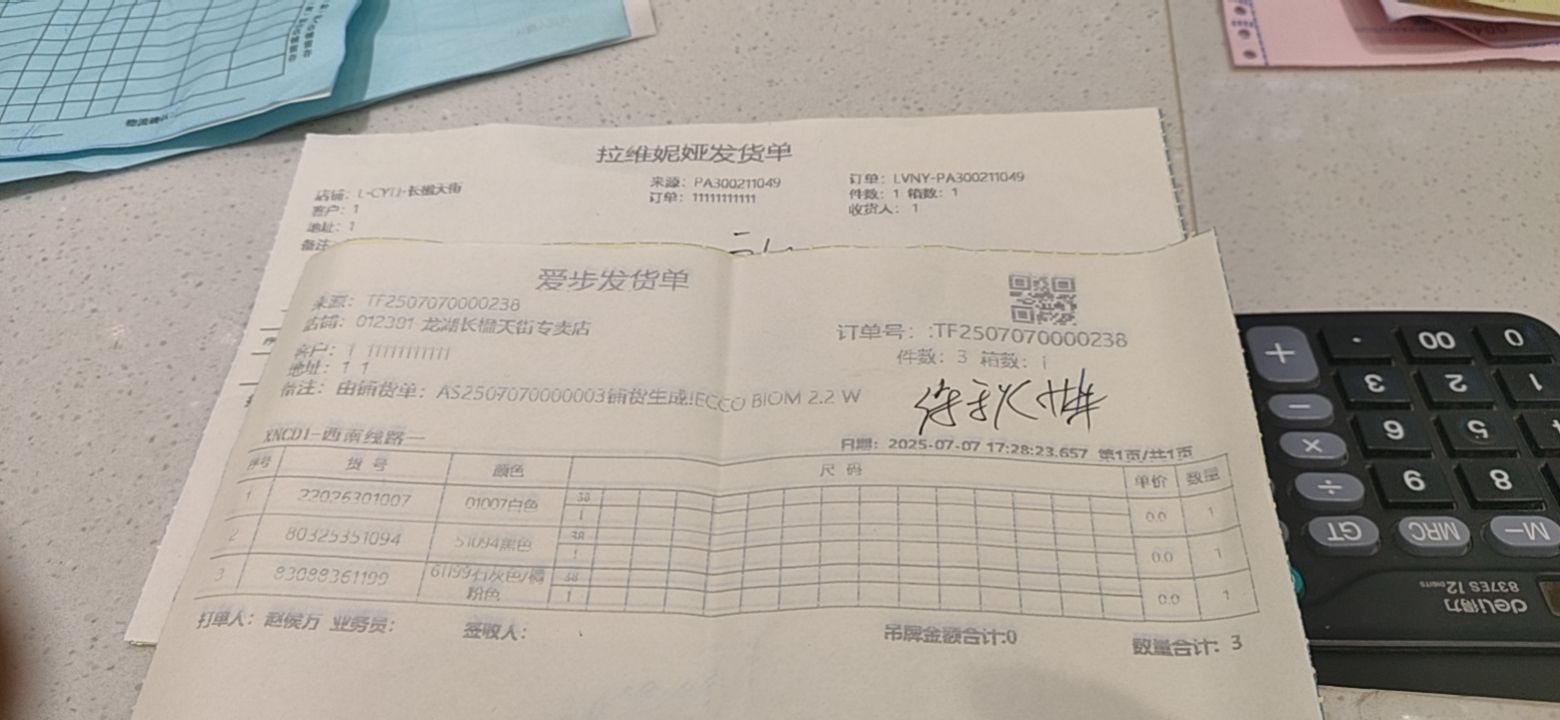 拉维妮娅发货单
店铺: L-CYTJ-长楹天街
来源: PA300211049
订单: LVNY-PA300211049
客户: 1
订单: 11111111111
件数: 1 箱数: 1
地址: 1
收货人: 1
备注:
爱步发货单
来源: TF2507070000238
店铺: 012381 龙湖长楹天街专卖店
订单号: :TF2507070000238
客户: 1 11111111111
件数: 3 箱数: 1
地址: 1 1
备注: 由铺货单: AS2507070000003铺货生成!ECCO BIOM 2.2 W
XNCD1-西南线路一
日期: 2025-07-07 17:28:23.657 第1页/共1页
序号 货号 颜色 尺码 单价 数量
1 22026301007 01007白色 38 1 0.0 1
2 80325351094 51094黑色 38 1 0.0 1
3 83088361199 61199石灰色/橘粉色 38 1 0.0 1
打单人: 赵侯万 业务员: 签收人: 吊牌金额合计:0 数量合计: 3
+ · 00 0
− 3 2 1
× 6 5 4
÷ 9 8
GT MRC M−
deli得力
837ES 12 DIGITS